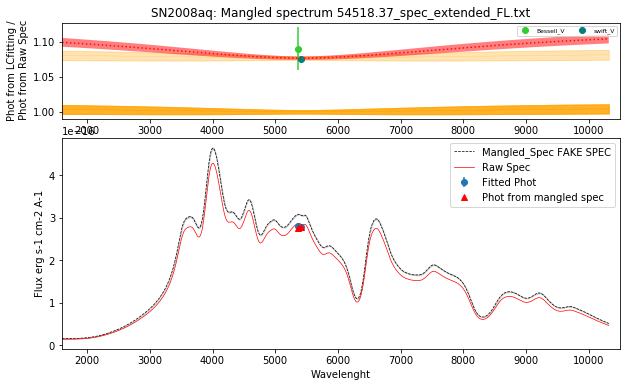 SN2008aq: Mangled spectrum 54518.37_spec_extended_FL.txt
Phot from LCfitting /
Phot from Raw Spec
1.10
1.05
1.00
Bessell_V
swift_V
2000 3000 4000 5000 6000 7000 8000 9000 10000
1e−16
Flux erg s-1 cm-2 A-1
4
3
2
1
0
Mangled_Spec FAKE SPEC
Raw Spec
Fitted Phot
Phot from mangled spec
2000 3000 4000 5000 6000 7000 8000 9000 10000
Wavelenght